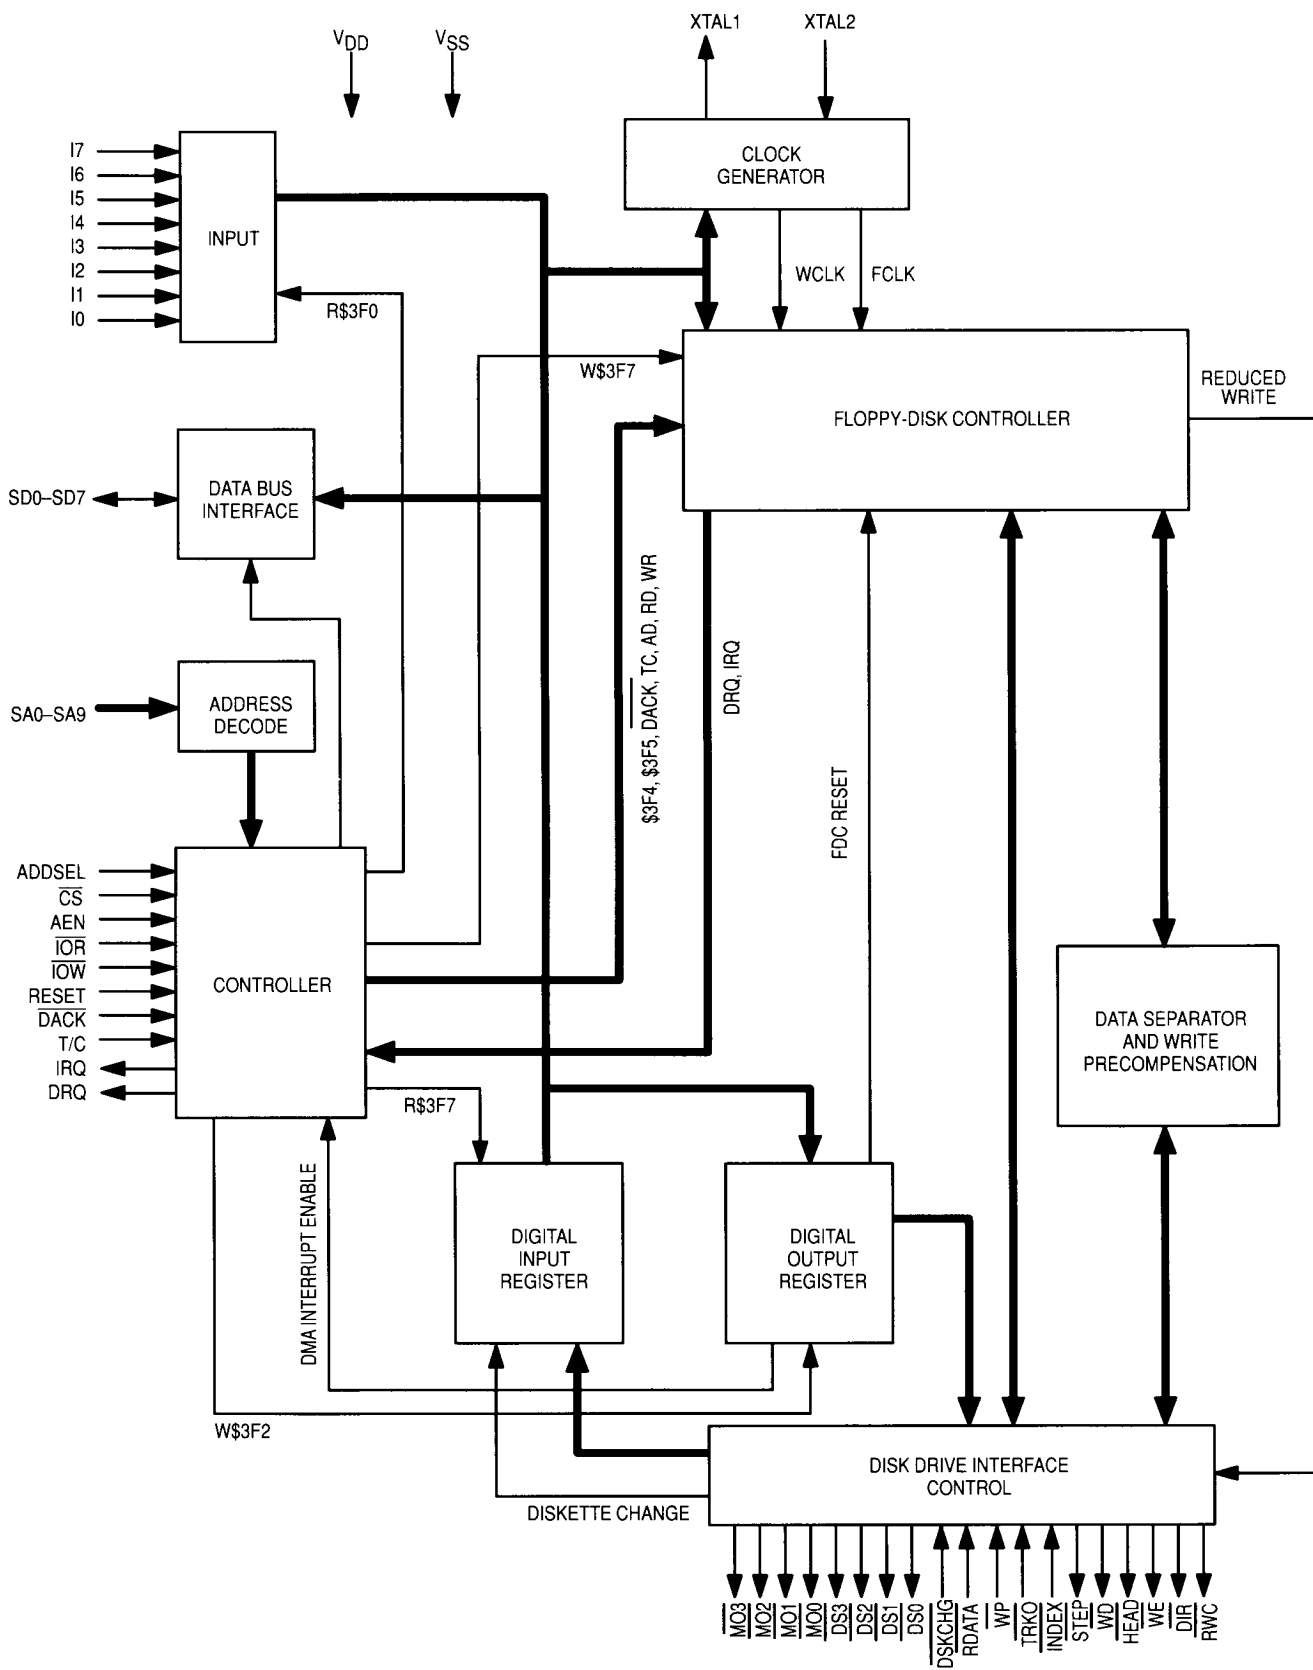 XTAL1
XTAL2
VDD
VSS
I7
I6
I5
I4
I3
I2
I1
I0
INPUT
CLOCK
GENERATOR
R$3F0
WCLK
FCLK
W$3F7
FLOPPY-DISK CONTROLLER
REDUCED
WRITE
SD0–SD7
DATA BUS
INTERFACE
SA0–SA9
ADDRESS
DECODE
$3F4, $3F5, DACK, TC, AD, RD, WR
DRQ, IRQ
FDC RESET
ADDSEL
CS
AEN
IOR
IOW
RESET
DACK
T/C
IRQ
DRQ
CONTROLLER
DATA SEPARATOR
AND WRITE
PRECOMPENSATION
R$3F7
DMA INTERRUPT ENABLE
DIGITAL
INPUT
REGISTER
DIGITAL
OUTPUT
REGISTER
W$3F2
DISK DRIVE INTERFACE
CONTROL
DISKETTE CHANGE
MO3
MO2
MO1
MO0
DS3
DS2
DS1
DS0
DSKCHG
RDATA
WP
TRKO
INDEX
STEP
WD
HEAD
WE
DIR
RWC